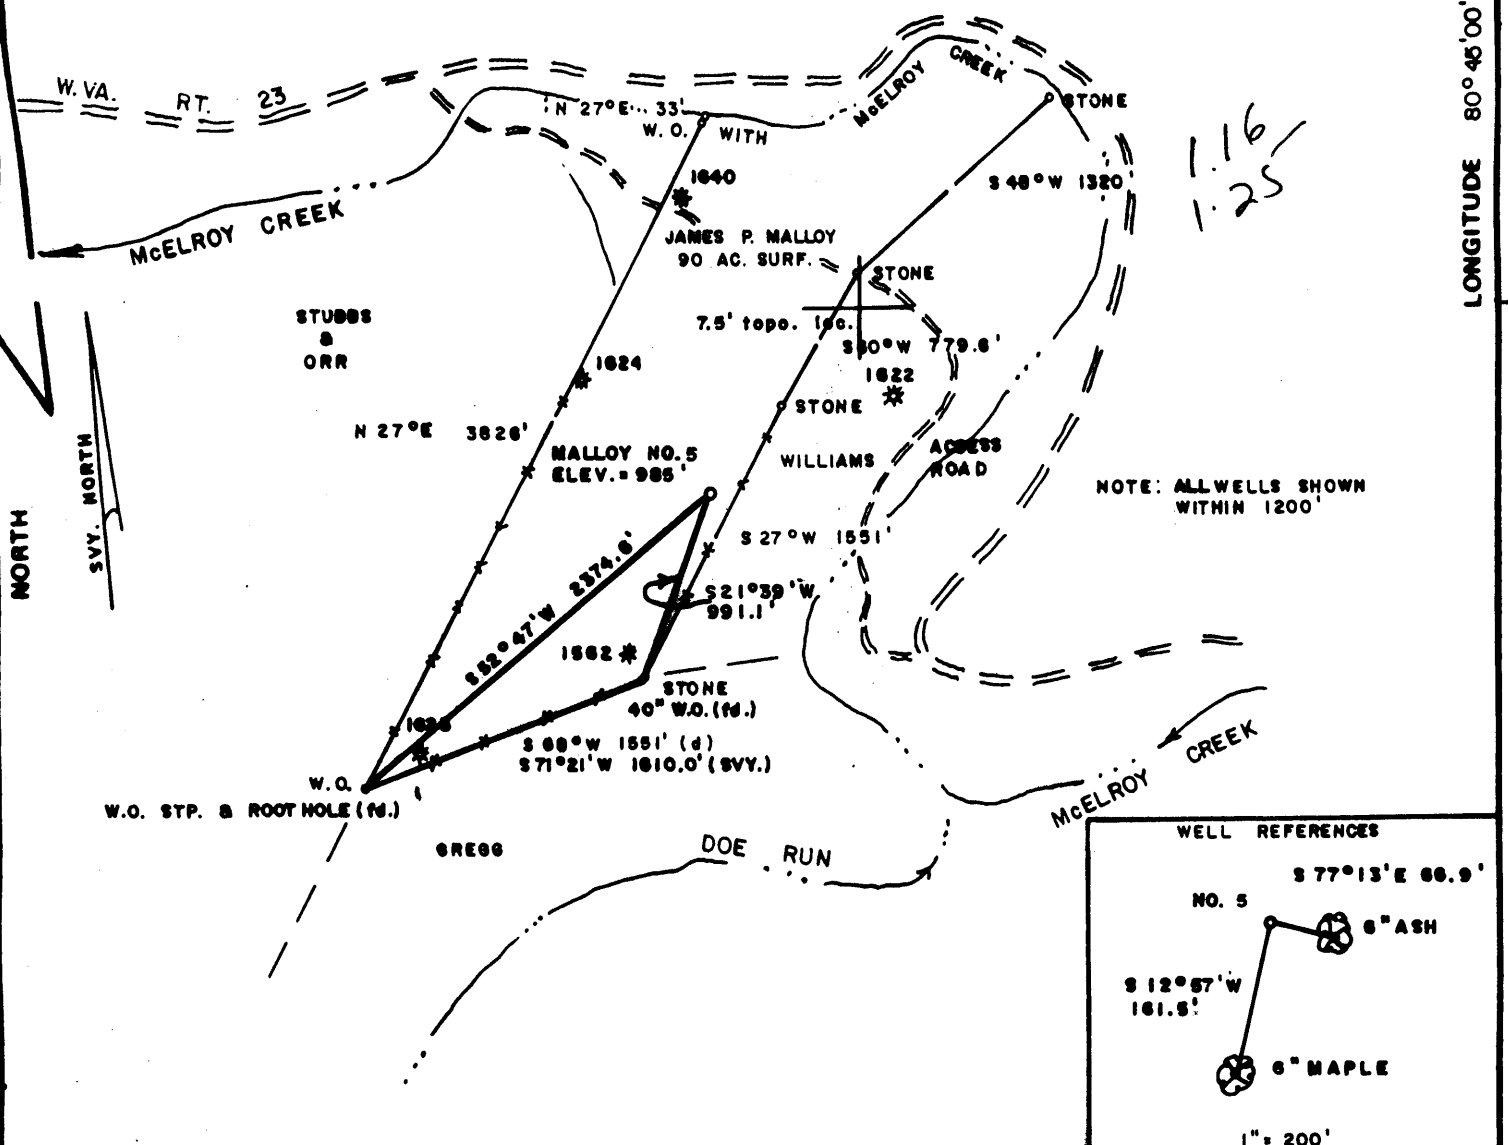 LONGITUDE 80° 45'00"
W. VA. RT. 23
McELROY CREEK
N 27°E 33'
W. O. WITH
STONE
S 48°W 1320
1.16
1.25
McELROY CREEK
1640
JAMES P. MALLOY
90 AC. SURF.
STONE
7.5' topo. loc.
779.6'
STUBBS
&
ORR
1624
1622
STONE
N 27°E 3826'
MALLOY NO. 5
ELEV. = 985'
WILLIAMS
ACCESS
ROAD
NOTE: ALL WELLS SHOWN
WITHIN 1200'
NORTH
SVY. NORTH
S 27°W 1551'
S 52°47'W 2374.6'
S 21°39'W
991.1'
1562
STONE
40" W.O. (fd.)
S 68°W 1551' (d)
S 71°21'W 1610.0' (SVY.)
W.O.
W.O. STP. & ROOT HOLE (fd.)
GREGG
DOE RUN
McELROY CREEK
WELL REFERENCES
S 77°13'E 66.9'
NO. 5
6" ASH
S 12°57'W
161.5'
6" MAPLE
1" = 200'